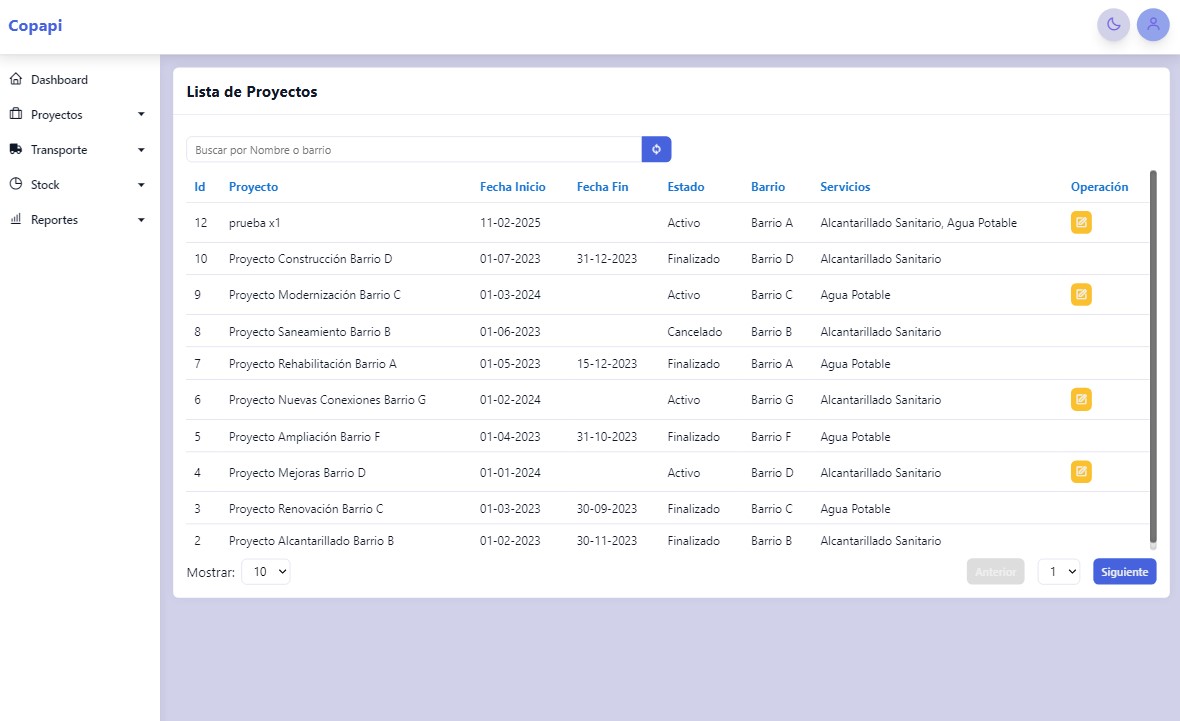 Copapi
Dashboard
Proyectos
Transporte
Stock
Reportes
Lista de Proyectos
Buscar por Nombre o barrio
Id Proyecto Fecha Inicio Fecha Fin Estado Barrio Servicios Operación
12 prueba x1 11-02-2025 Activo Barrio A Alcantarillado Sanitario, Agua Potable
10 Proyecto Construcción Barrio D 01-07-2023 31-12-2023 Finalizado Barrio D Alcantarillado Sanitario
9 Proyecto Modernización Barrio C 01-03-2024 Activo Barrio C Agua Potable
8 Proyecto Saneamiento Barrio B 01-06-2023 Cancelado Barrio B Alcantarillado Sanitario
7 Proyecto Rehabilitación Barrio A 01-05-2023 15-12-2023 Finalizado Barrio A Agua Potable
6 Proyecto Nuevas Conexiones Barrio G 01-02-2024 Activo Barrio G Alcantarillado Sanitario
5 Proyecto Ampliación Barrio F 01-04-2023 31-10-2023 Finalizado Barrio F Agua Potable
4 Proyecto Mejoras Barrio D 01-01-2024 Activo Barrio D Alcantarillado Sanitario
3 Proyecto Renovación Barrio C 01-03-2023 30-09-2023 Finalizado Barrio C Agua Potable
2 Proyecto Alcantarillado Barrio B 01-02-2023 30-11-2023 Finalizado Barrio B Alcantarillado Sanitario
Mostrar: 10 Anterior 1 Siguiente